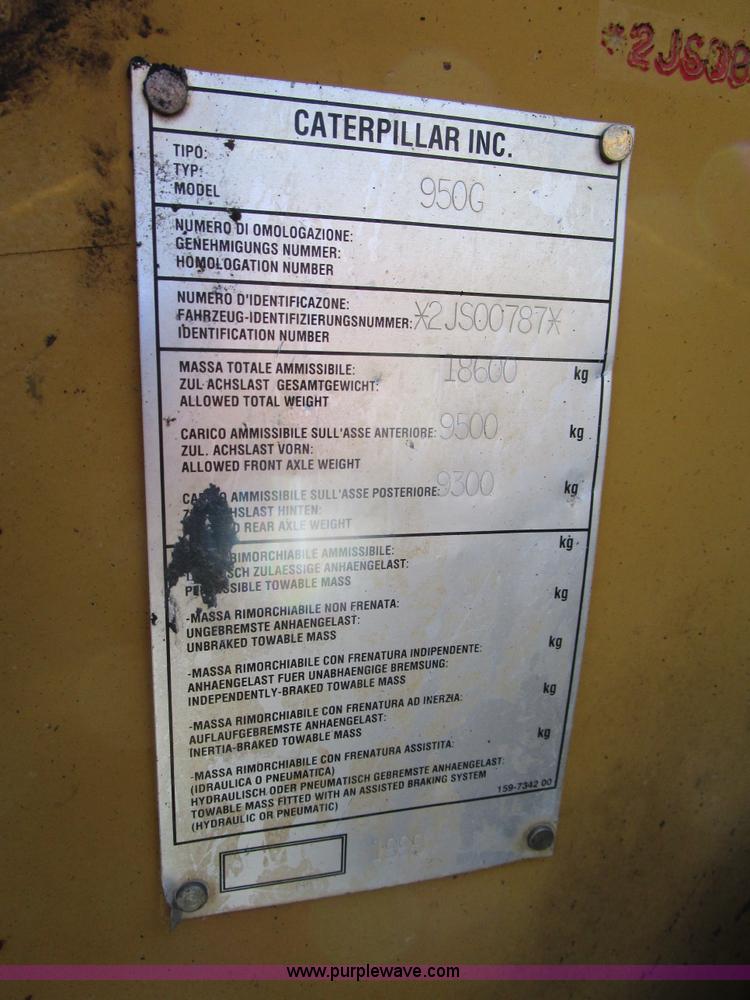 *2JS00
CATERPILLAR INC.
TIPO:
TYP:
MODEL 950G
NUMERO DI OMOLOGAZIONE:
GENEHMIGUNGS NUMMER:
HOMOLOGATION NUMBER
NUMERO D'IDENTIFICAZONE:
FAHRZEUG-IDENTIFIZIERUNGSNUMMER: *2JS00787*
IDENTIFICATION NUMBER
MASSA TOTALE AMMISSIBILE: 18600 kg
ZUL ACHSLAST GESAMTGEWICHT:
ALLOWED TOTAL WEIGHT
CARICO AMMISSIBILE SULL'ASSE ANTERIORE: 9500 kg
ZUL. ACHSLAST VORN:
ALLOWED FRONT AXLE WEIGHT
AMMISSIBILE SULL'ASSE POSTERIORE: 9300 kg
HINTEN:
REAR AXLE WEIGHT
RIMORCHIABILE AMMISSIBILE: kg
ZULAESSIGE ANHAENGELAST:
TOWABLE MASS
-MASSA RIMORCHIABILE NON FRENATA: kg
UNGEBREMSTE ANHAENGELAST:
UNBRAKED TOWABLE MASS
-MASSA RIMORCHIABILE CON FRENATURA INDIPENDENTE: kg
ANHAENGELAST FUER UNABHAENGIGE BREMSUNG:
INDEPENDENTLY-BRAKED TOWABLE MASS
-MASSA RIMORCHIABILE CON FRENATURA AD INERZIA: kg
AUFLAUFGEBREMSTE ANHAENGELAST:
INERTIA-BRAKED TOWABLE MASS
-MASSA RIMORCHIABILE CON FRENATURA ASSISTITA: kg
(IDRAULICA O PNEUMATICA)
HYDRAULISCH ODER PNEUMATISCH GEBREMSTE ANHAENGELAST:
TOWABLE MASS FITTED WITH AN ASSISTED BRAKING SYSTEM
(HYDRAULIC OR PNEUMATIC)
159-7342 00
www.purplewave.com